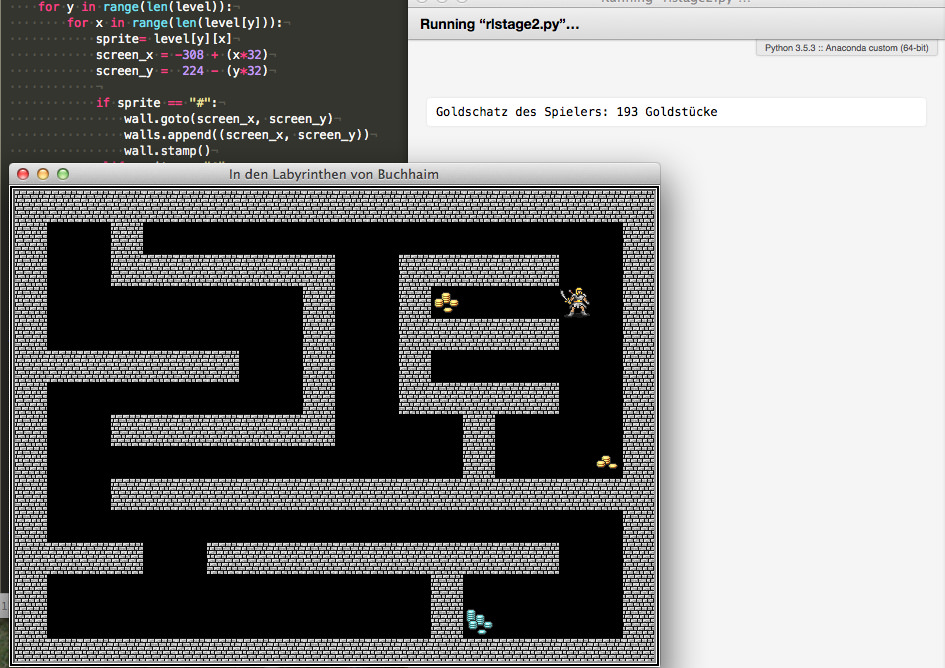 for y in range(len(level)):
for x in range(len(level[y])):
sprite= level[y][x]
screen_x = -308 + (x*32)
screen_y = 224 - (y*32)
if sprite == "#":
wall.goto(screen_x, screen_y)
walls.append((screen_x, screen_y))
wall.stamp()
Running “rlstage2.py”…
Python 3.5.3 :: Anaconda custom (64-bit)
Goldschatz des Spielers: 193 Goldstücke
In den Labyrinthen von Buchhaim
1